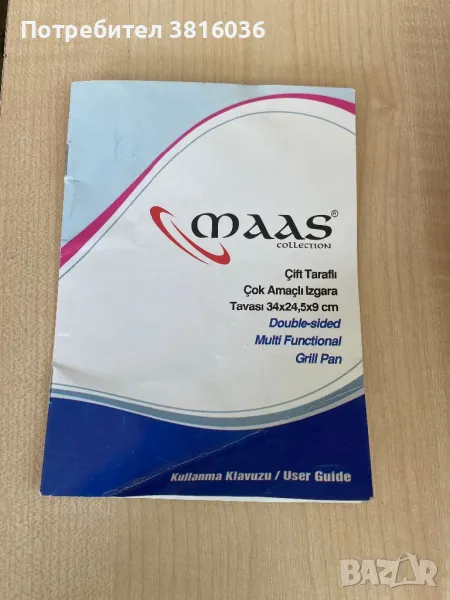 Потребител 3816036
MAAS®
COLLECTION
Çift Taraflı
Çok Amaçlı Izgara
Tavası 34x24,5x9 cm
Double-sided
Multi Functional
Grill Pan
Kullanma Klavuzu / User Guide
BAZAR